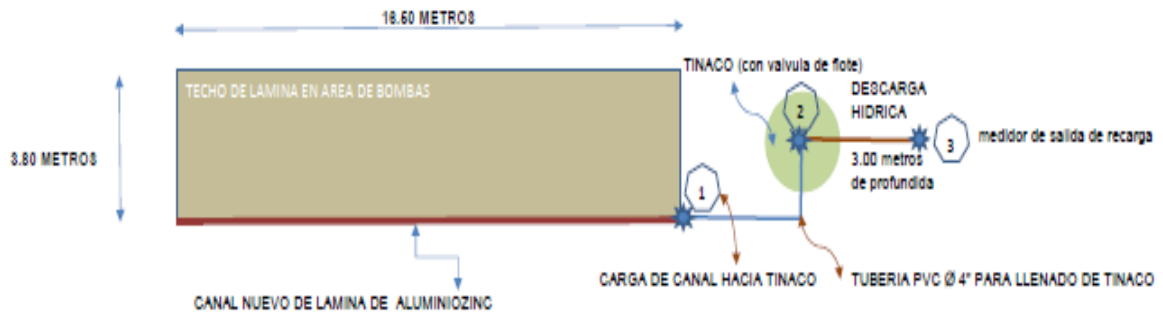 16.50 METROS
TINACO (con valvula de flote)
TECHO DE LAMINA EN AREA DE BOMBAS
DESCARGA
HIDRICA
2
3
medidor de salida de recarga
3.80 METROS
3.00 metros
de profundida
1
CARGA DE CANAL HACIA TINACO
TUBERIA PVC Ø 4" PARA LLENADO DE TINACO
CANAL NUEVO DE LAMINA DE ALUMINIOZINC